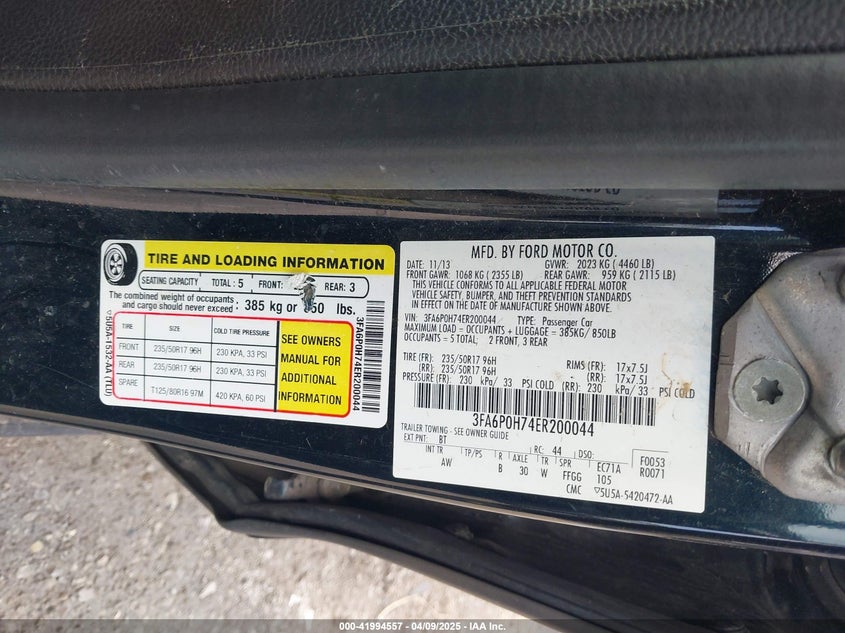 TIRE AND LOADING INFORMATION
SEATING CAPACITY TOTAL : 5 FRONT: REAR: 3
The combined weight of occupants
and cargo should never exceed · 385 kg or lbs.
TIRE SIZE COLD TIRE PRESSURE
FRONT 235/50R17 96H 230 KPA, 33 PSI
REAR 235/50R17 96H 230 KPA, 33 PSI
SPARE T125/80R16 97M 420 KPA, 60 PSI
SEE OWNERS
MANUAL FOR
ADDITIONAL
INFORMATION
▽5U5A-1532-AA (TLU)
3FA6P0H74ER200044
MFD. BY FORD MOTOR CO.
DATE: 11/13 GVWR: 2023 KG ( 4460 LB)
FRONT GAWR: 1068 KG ( 2355 LB) REAR GAWR: 959 KG ( 2115 LB)
THIS VEHICLE CONFORMS TO ALL APPLICABLE FEDERAL MOTOR
VEHICLE SAFETY, BUMPER, AND THEFT PREVENTION STANDARDS
IN EFFECT ON THE DATE OF MANUFACTURE SHOWN ABOVE.
VIN: 3FA6P0H74ER200044 TYPE: Passenger Car
MAXIMUM LOAD = OCCUPANTS + LUGGAGE = 385KG/ 850LB
OCCUPANTS = 5 TOTAL: 2 FRONT, 3 REAR
TIRE (FR): 235/50R17 96H RIMS (FR): 17x7.5J
(RR): 235/50R17 96H (RR): 17x7.5J
PRESSURE (FR): 230 kPa/ 33 PSI COLD (RR): 230 kPa/ 33 PSI COLD
3FA6P0H74ER200044
TRAILER TOWING - SEE OWNER GUIDE
EXT PNT: BT RC: 44 DSO: F0053
INT TR TP/PS R AXLE TR SPR EC71A R0071
AW B 30 W FFGG 105
CMC ▽5U5A-5420472-AA
000-41994557 - 04/09/2025 - IAA Inc.